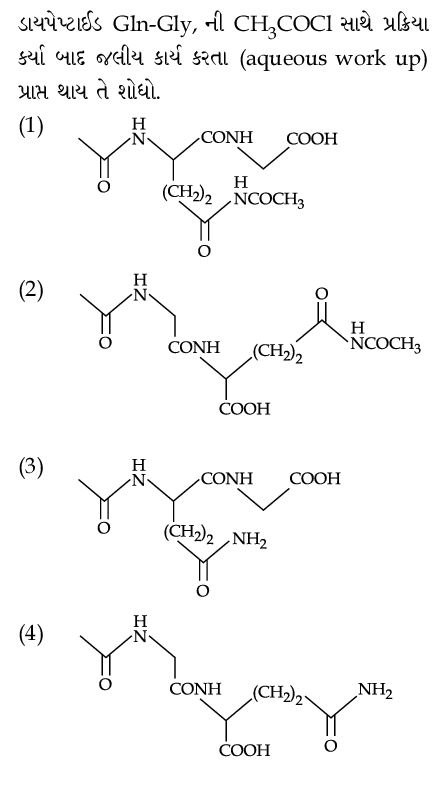 ડાયપેપ્ટાઈડ Gln-Gly, ની CH₃COCl સાથે પ્રક્રિયા
કર્યા બાદ જલીય કાર્ય કરતા (aqueous work up)
પ્રાપ્ત થાય તે શોધો.
(1)
H
N
CONH
COOH
O
(CH₂)₂
H
NCOCH₃
O
(2)
H
N
O
O
CONH
(CH₂)₂
H
NCOCH₃
COOH
(3)
H
N
CONH
COOH
O
(CH₂)₂
NH₂
O
(4)
H
N
O
CONH
(CH₂)₂
NH₂
COOH
O